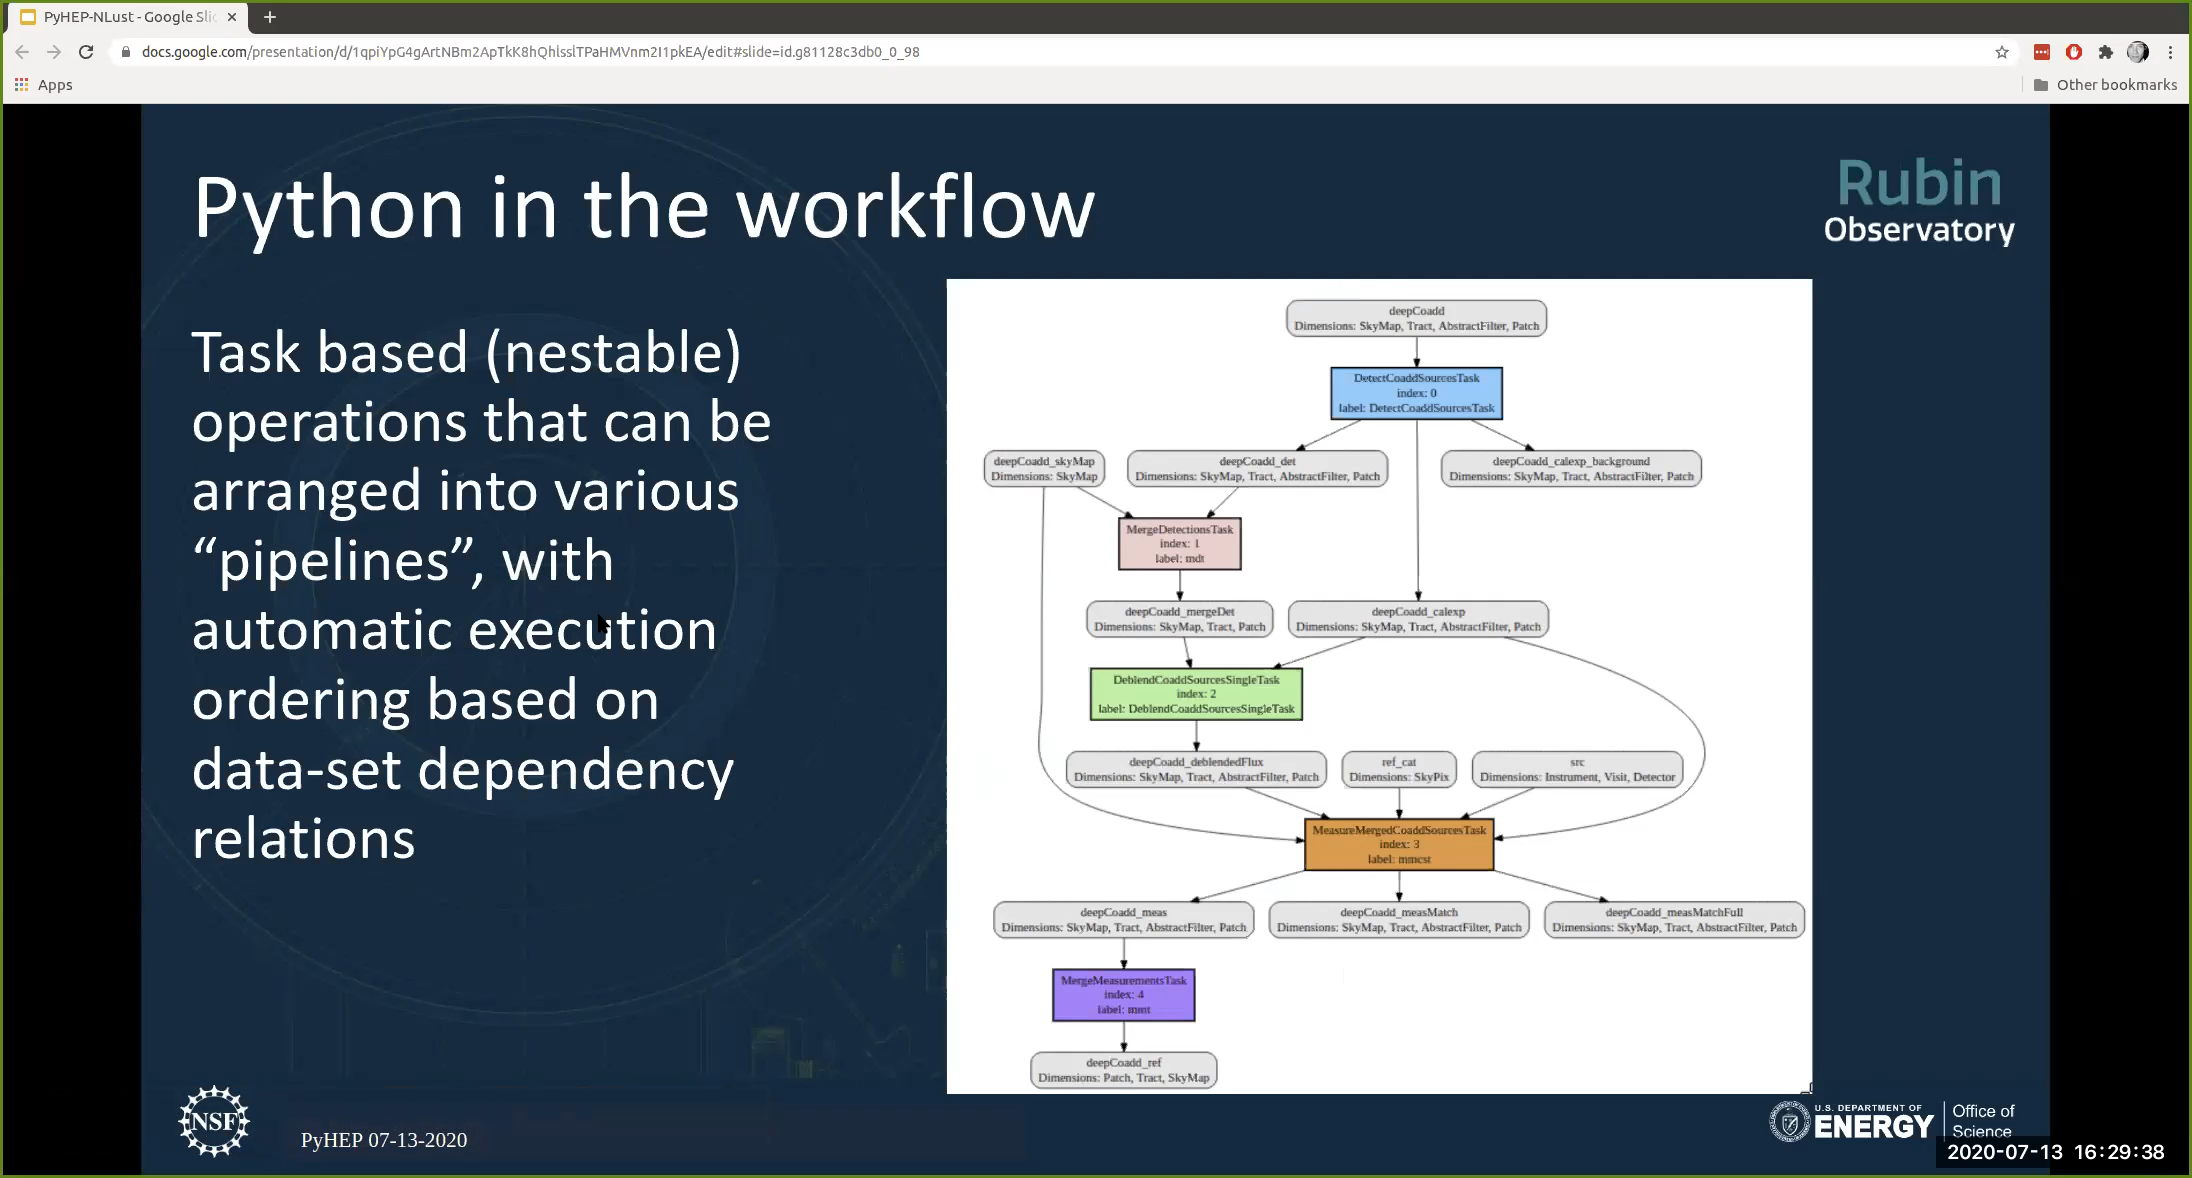 PyHEP-NLust - Google Slid
docs.google.com/presentation/d/1qpiYpG4gArtNBm2ApTkK8hQhlsslTPaHMVnm2I1pkEA/edit#slide=id.g81128c3db0_0_98
Apps
Other bookmarks
Python in the workflow
Rubin
Observatory
Task based (nestable)
operations that can be
arranged into various
“pipelines”, with
automatic execution
ordering based on
data-set dependency
relations
deepCoadd
Dimensions: SkyMap, Tract, AbstractFilter, Patch
DetectCoaddSourcesTask
index: 0
label: DetectCoaddSourcesTask
deepCoadd_skyMap
Dimensions: SkyMap
deepCoadd_det
Dimensions: SkyMap, Tract, AbstractFilter, Patch
deepCoadd_calexp_background
Dimensions: SkyMap, Tract, AbstractFilter, Patch
MergeDetectionsTask
index: 1
label: mdt
deepCoadd_mergeDet
Dimensions: SkyMap, Tract, Patch
deepCoadd_calexp
Dimensions: SkyMap, Tract, AbstractFilter, Patch
DeblendCoaddSourcesSingleTask
index: 2
label: DeblendCoaddSourcesSingleTask
deepCoadd_deblendedFlux
Dimensions: SkyMap, Tract, AbstractFilter, Patch
ref_cat
Dimensions: SkyPix
src
Dimensions: Instrument, Visit, Detector
MeasureMergedCoaddSourcesTask
index: 3
label: mmcst
deepCoadd_meas
Dimensions: SkyMap, Tract, AbstractFilter, Patch
deepCoadd_measMatch
Dimensions: SkyMap, Tract, AbstractFilter, Patch
deepCoadd_measMatchFull
Dimensions: SkyMap, Tract, AbstractFilter, Patch
MergeMeasurementsTask
index: 4
label: mmt
deepCoadd_ref
Dimensions: Patch, Tract, SkyMap
NSF
PyHEP 07-13-2020
U.S. DEPARTMENT OF
ENERGY
Office of
Science
2020-07-13 16:29:38